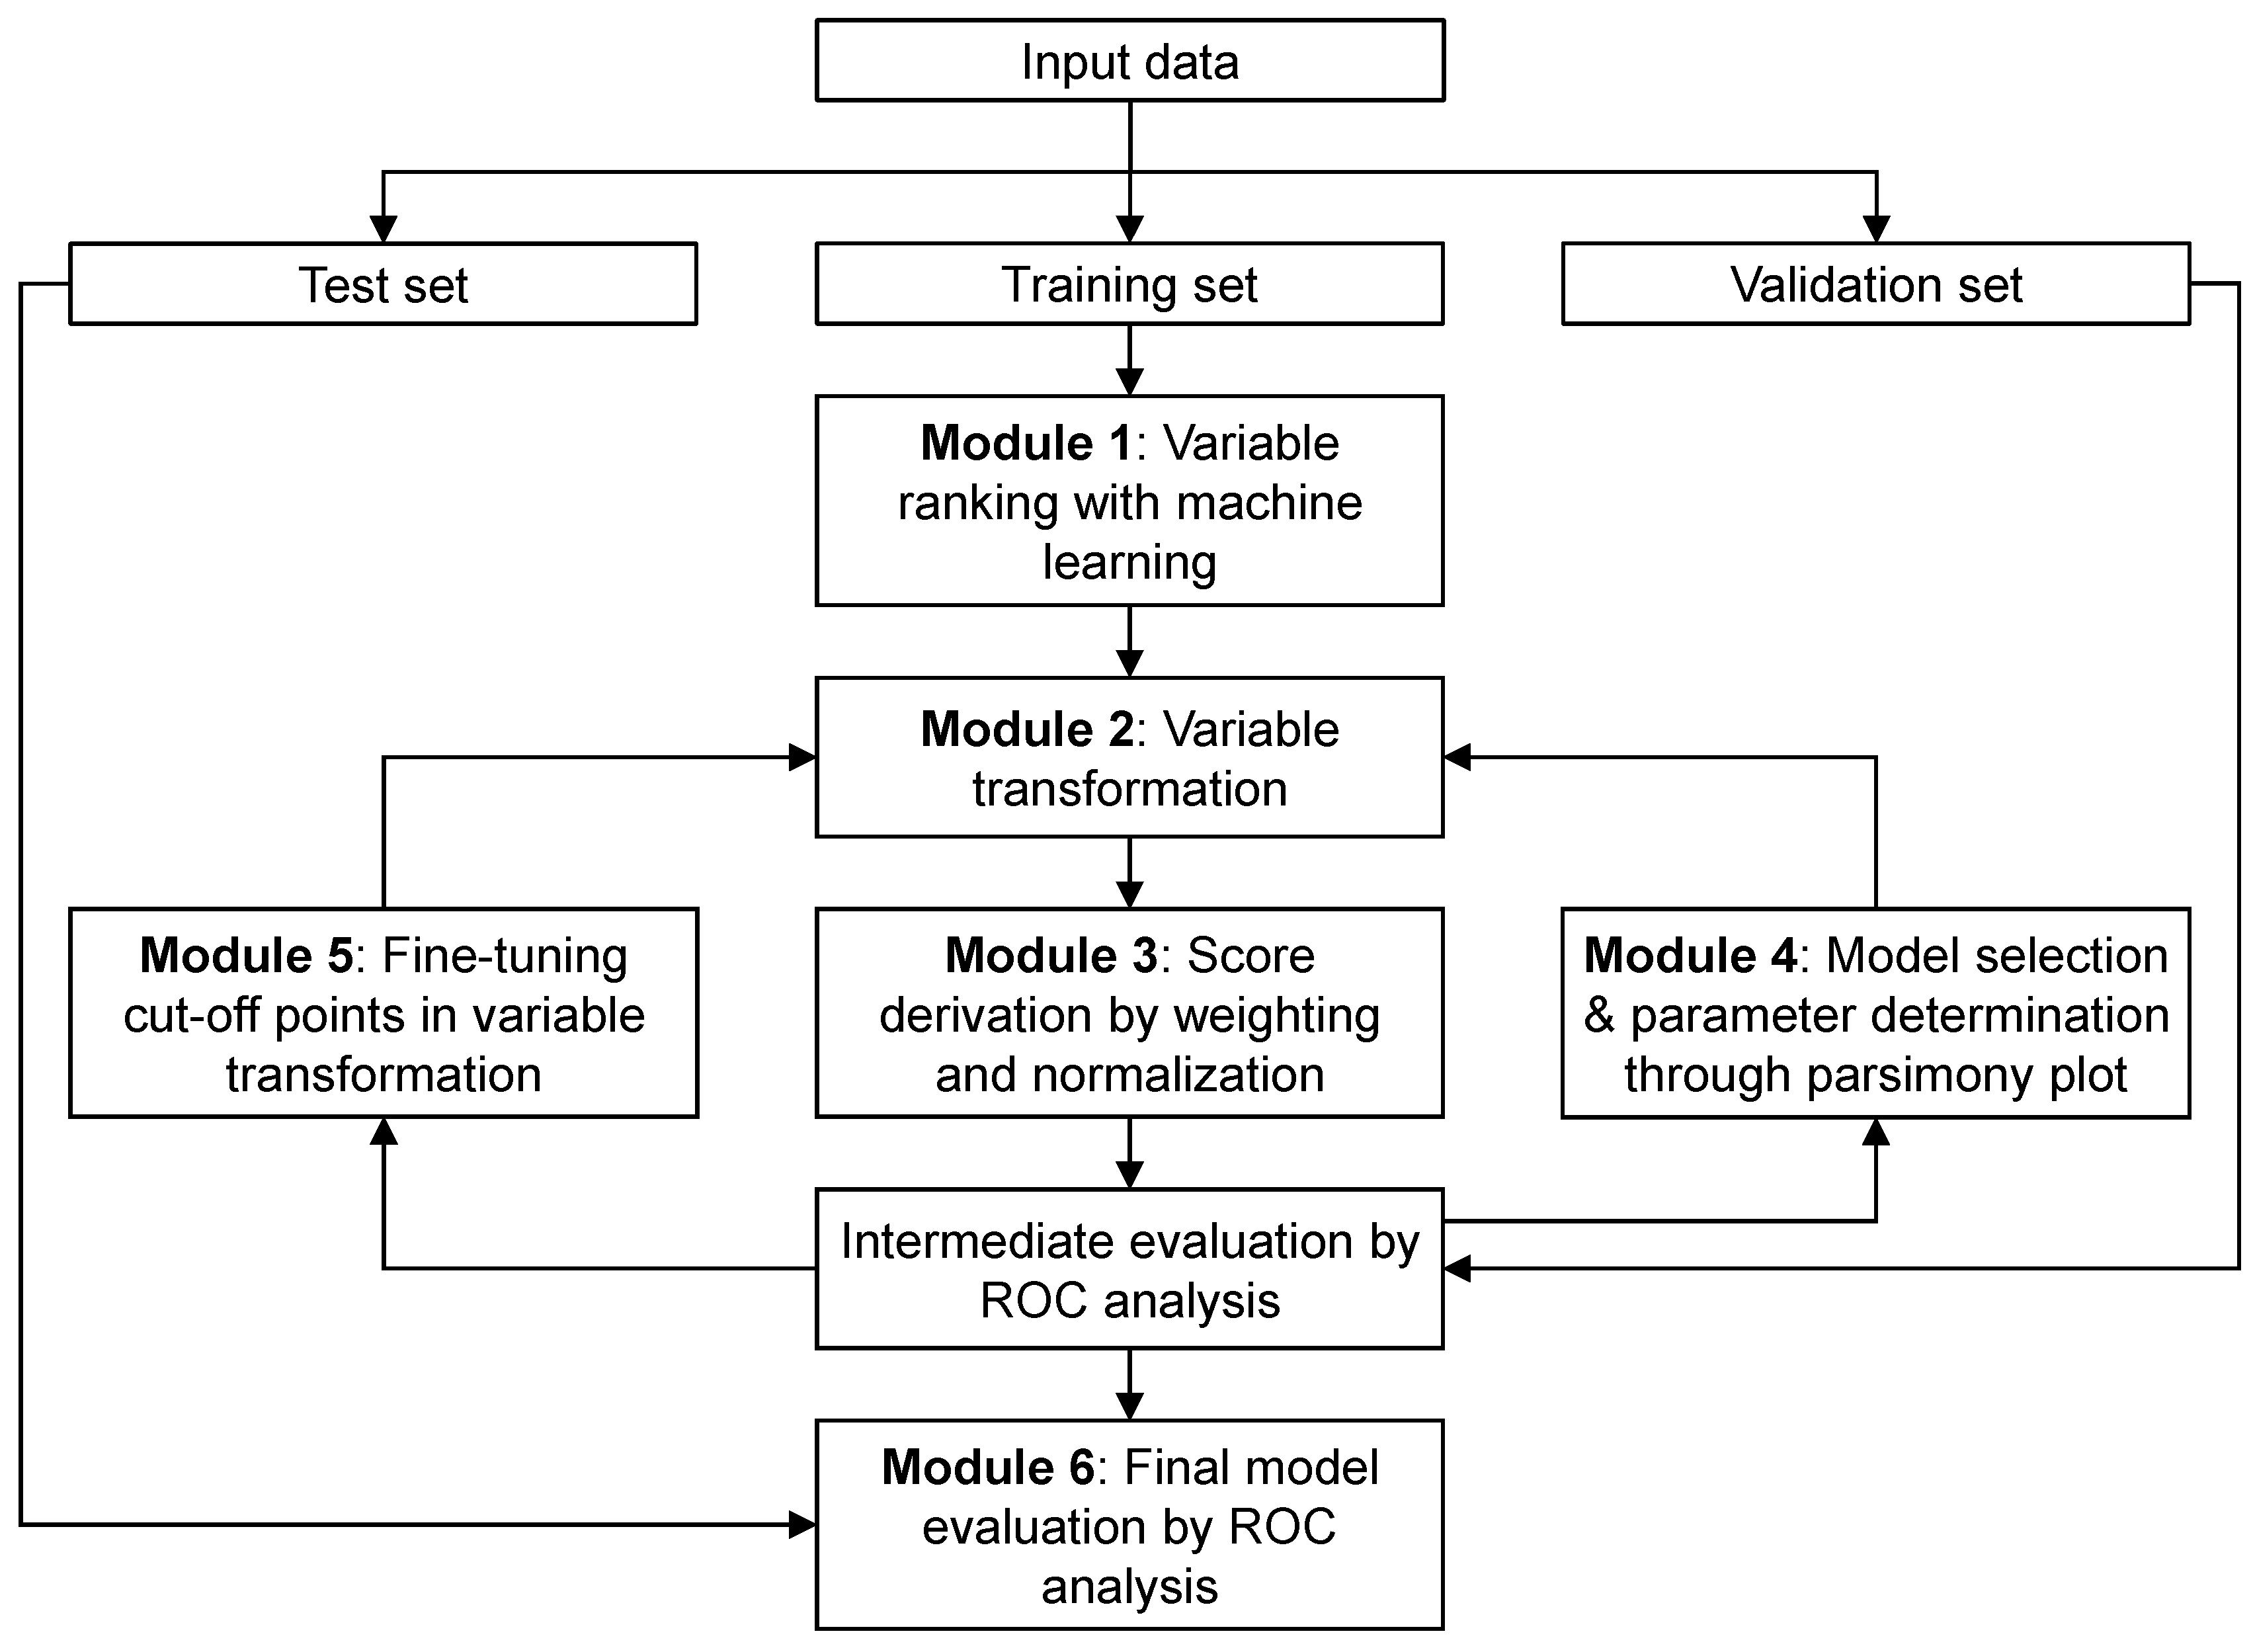 Input data
Test set
Training set
Validation set
Module 1: Variable
ranking with machine
learning
Module 2: Variable
transformation
Module 5: Fine-tuning
cut-off points in variable
transformation
Module 3: Score
derivation by weighting
and normalization
Module 4: Model selection
& parameter determination
through parsimony plot
Intermediate evaluation by
ROC analysis
Module 6: Final model
evaluation by ROC
analysis